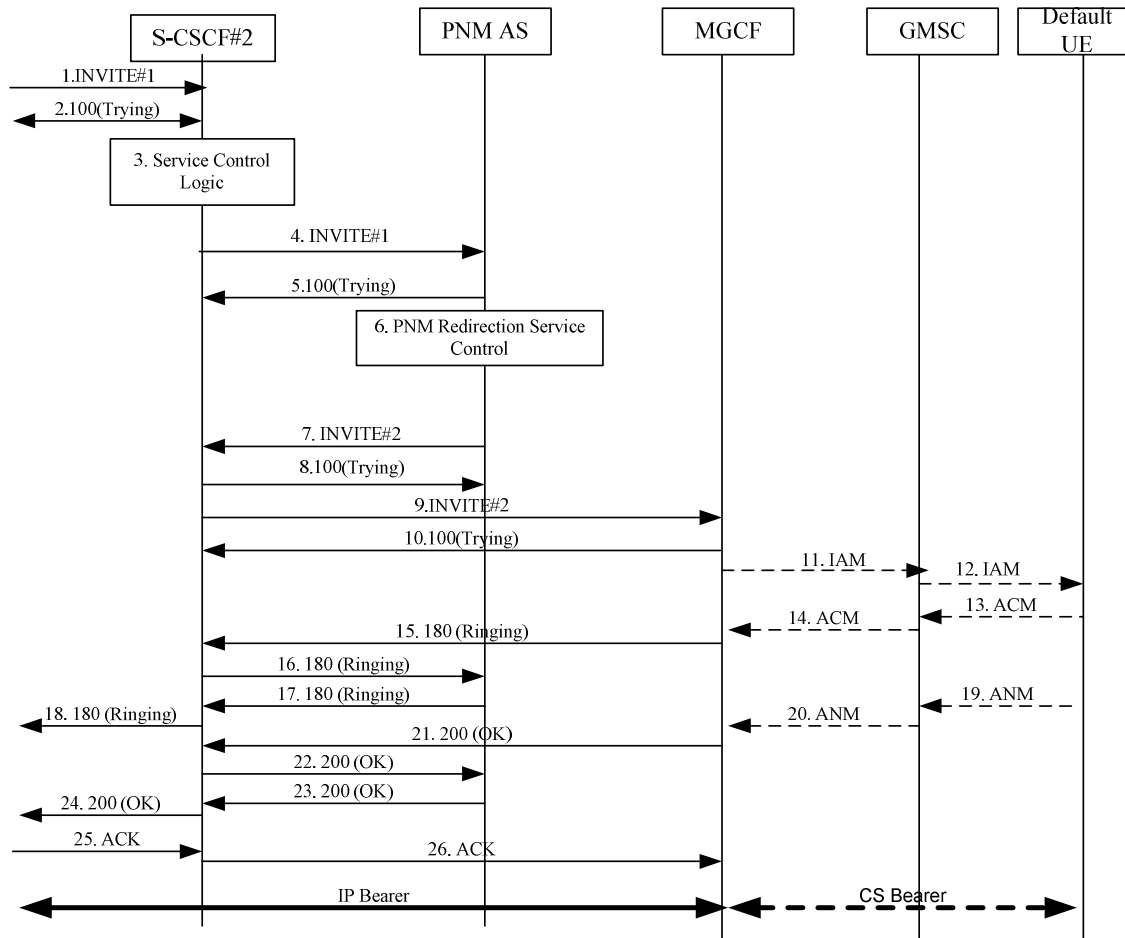 S-CSCF#2
PNM AS
MGCF
GMSC
Default
UE
1.INVITE#1
2.100(Trying)
3. Service Control
Logic
4. INVITE#1
5.100(Trying)
6. PNM Redirection Service
Control
7. INVITE#2
8.100(Trying)
9.INVITE#2
10.100(Trying)
11. IAM
12. IAM
13. ACM
14. ACM
15. 180 (Ringing)
16. 180 (Ringing)
17. 180 (Ringing)
18. 180 (Ringing)
19. ANM
20. ANM
21. 200 (OK)
22. 200 (OK)
23. 200 (OK)
24. 200 (OK)
25. ACK
26. ACK
IP Bearer
CS Bearer